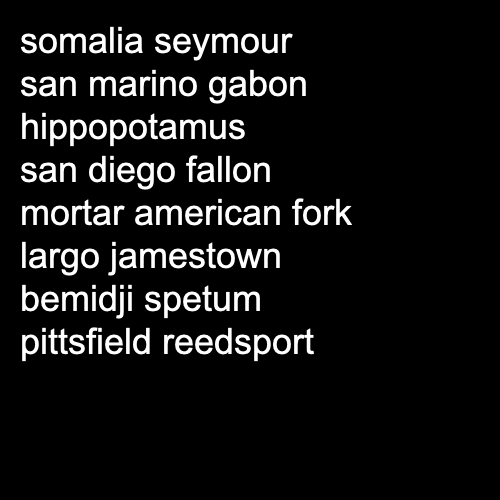 somalia seymour
san marino gabon
hippopotamus
san diego fallon
mortar american fork
largo jamestown
bemidji spetum
pittsfield reedsport